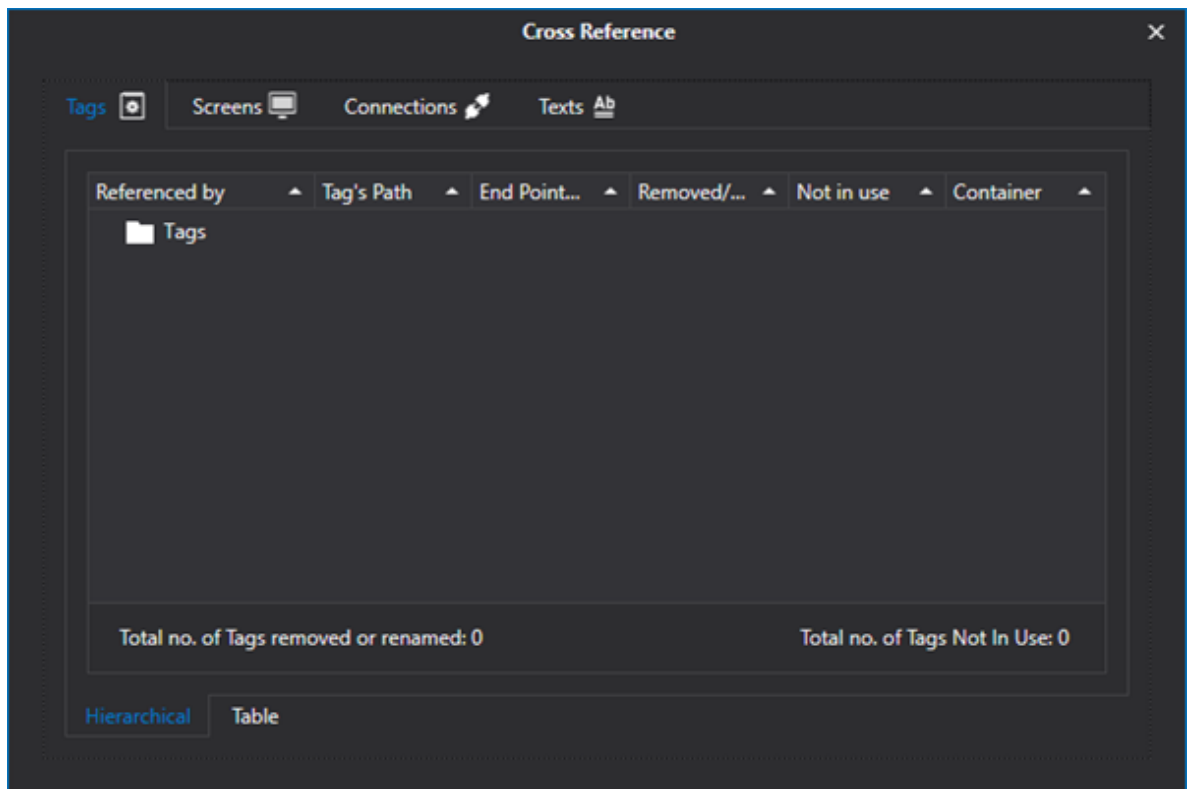 Cross Reference
Tags Screens Connections Texts Ab
Referenced by Tag's Path End Point... Removed/... Not in use Container
Tags
Total no. of Tags removed or renamed: 0 Total no. of Tags Not In Use: 0
Hierarchical Table